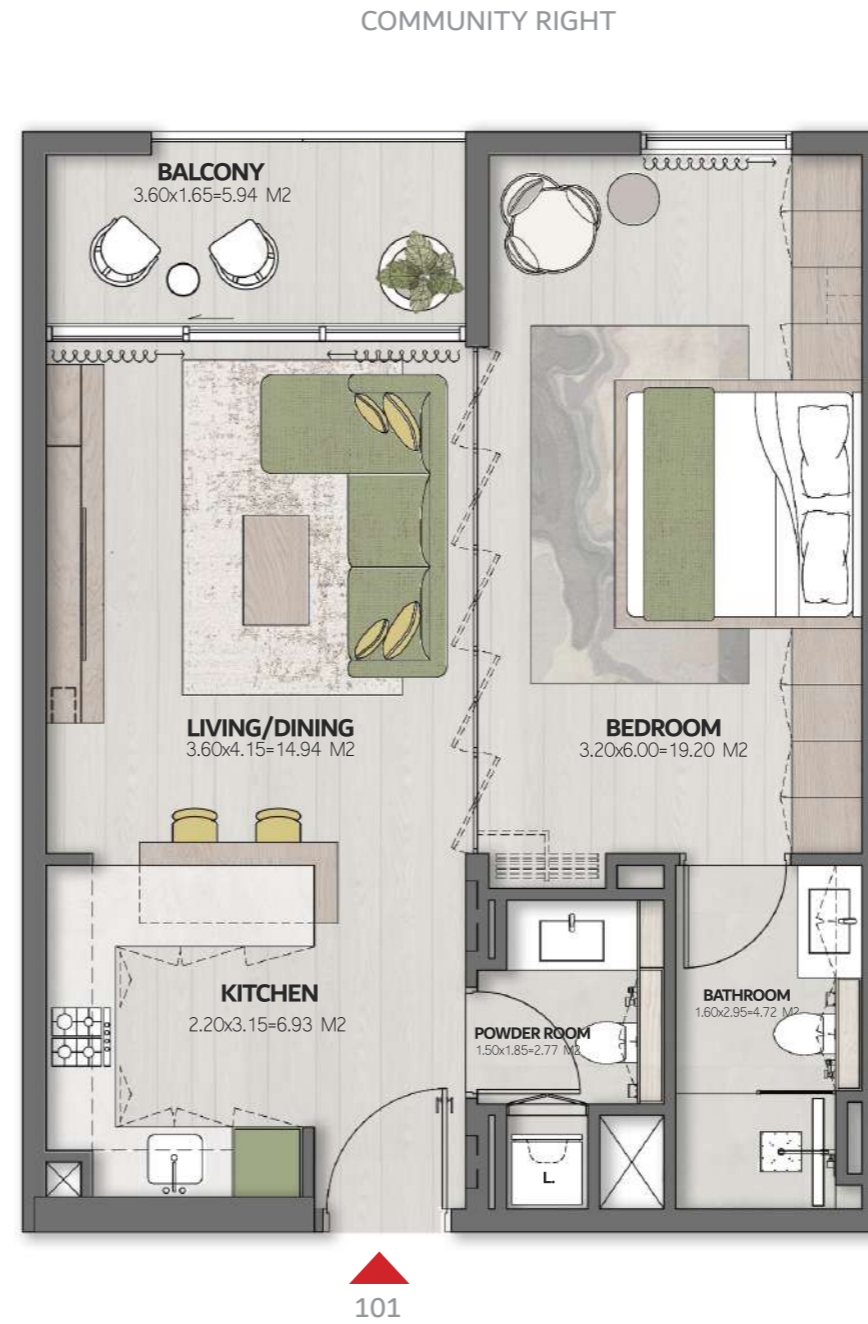 COMMUNITY RIGHT
BALCONY
3.60x1.65=5.94 M2
LIVING/DINING
3.60x4.15=14.94 M2
BEDROOM
3.20x6.00=19.20 M2
KITCHEN
2.20x3.15=6.93 M2
POWDER ROOM
1.50x1.85=2.77 M2
BATHROOM
1.60x2.95=4.72 M2
L.
101